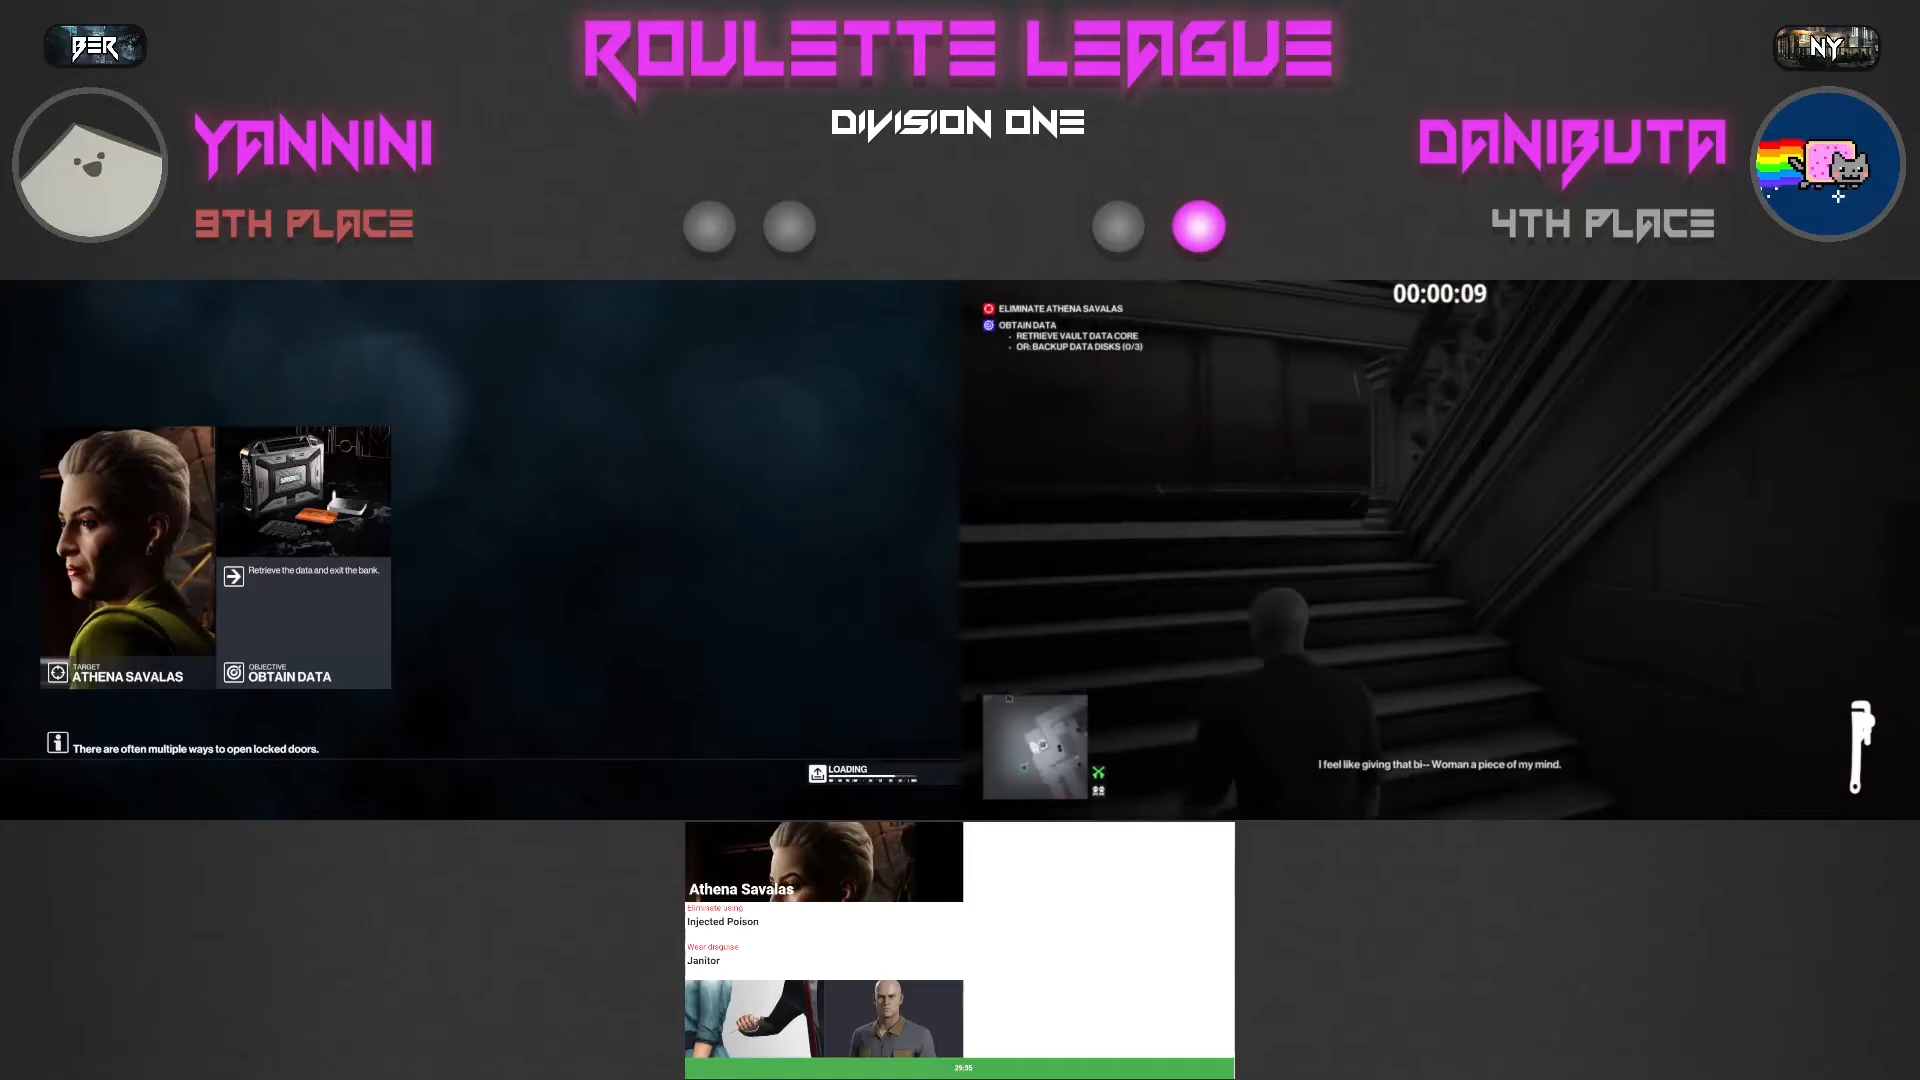 BER
ROULETTE LEAGUE
NY
DIVISION ONE
YANNINI
DANIBUTA
9TH PLACE
4TH PLACE
00:00:09
ELIMINATE ATHENA SAVALAS
OBTAIN DATA
- RETRIEVE VAULT DATA CORE
- OR: BACKUP DATA DISKS (0/3)
SIREN
Retrieve the data and exit the bank.
TARGET
ATHENA SAVALAS
OBJECTIVE
OBTAIN DATA
There are often multiple ways to open locked doors.
LOADING
I feel like giving that bi-- Woman a piece of my mind.
Athena Savalas
Eliminate using
Injected Poison
Wear disguise
Janitor
29:35